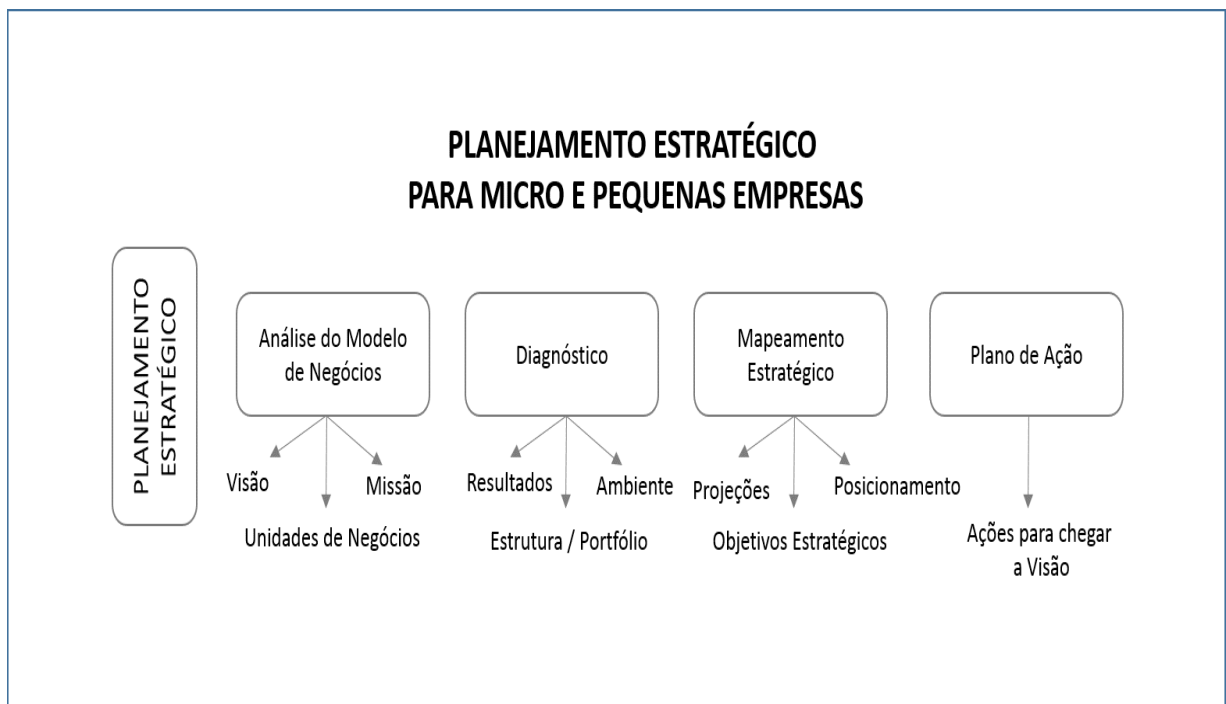 PLANEJAMENTO ESTRATÉGICO
PARA MICRO E PEQUENAS EMPRESAS
PLANEJAMENTO
ESTRATÉGICO
Análise do Modelo
de Negócios
Visão
Missão
Unidades de Negócios
Diagnóstico
Resultados
Ambiente
Estrutura / Portfólio
Mapeamento
Estratégico
Projeções
Posicionamento
Objetivos Estratégicos
Plano de Ação
Ações para chegar
a Visão